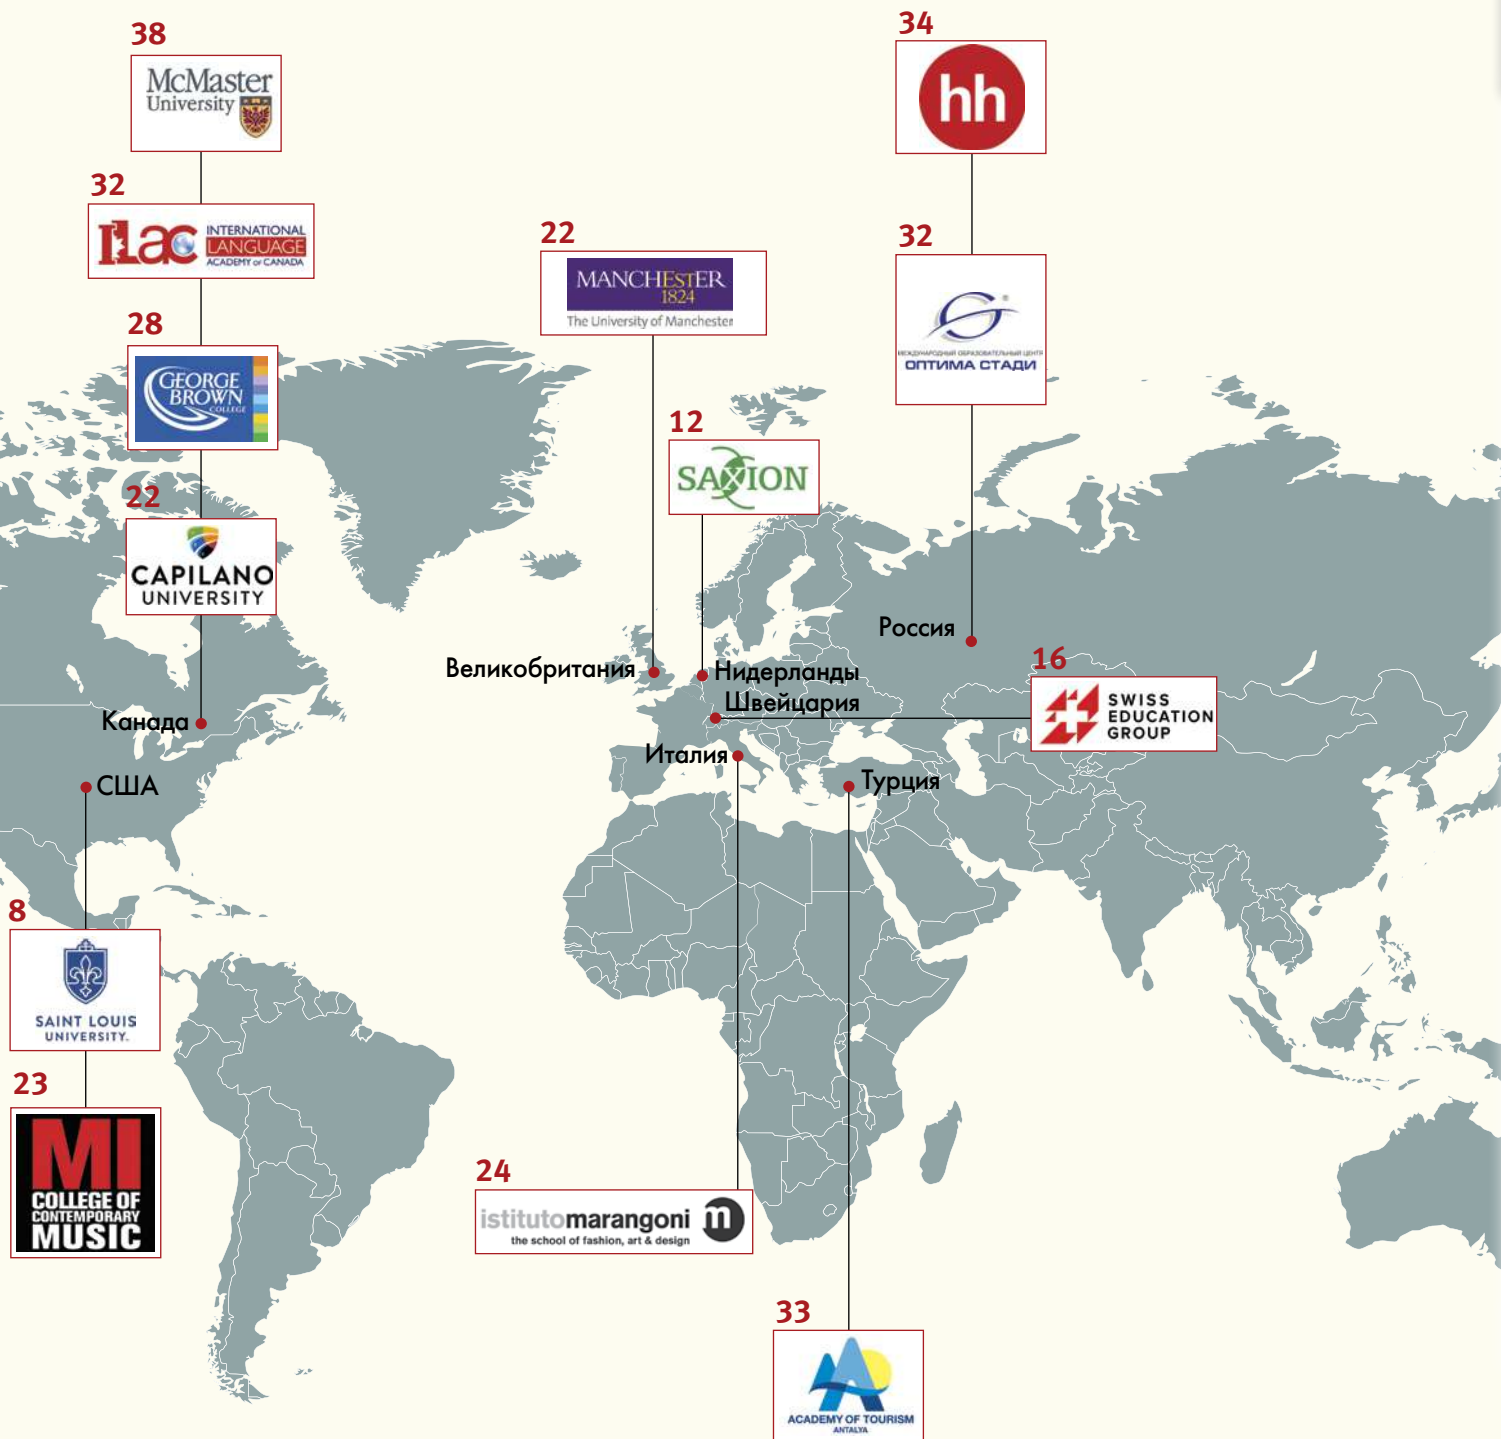 38
McMaster
University
32
ILAC
INTERNATIONAL
LANGUAGE
ACADEMY OF CANADA
28
GEORGE
BROWN
COLLEGE
22
CAPILANO
UNIVERSITY
Канада
США
8
SAINT LOUIS
UNIVERSITY.
23
MI
COLLEGE OF
CONTEMPORARY
MUSIC
22
MANCHESTER
1824
The University of Manchester
Великобритания
12
SAXION
Нидерланды
Швейцария
16
SWISS
EDUCATION
GROUP
Италия
24
istitutomarangoni m
the school of fashion, art & design
34
hh
32
®
МЕЖДУНАРОДНЫЙ ОБРАЗОВАТЕЛЬНЫЙ ЦЕНТР
ОПТИМА СТАДИ
Россия
Турция
33
ACADEMY OF TOURISM
ANTALYA